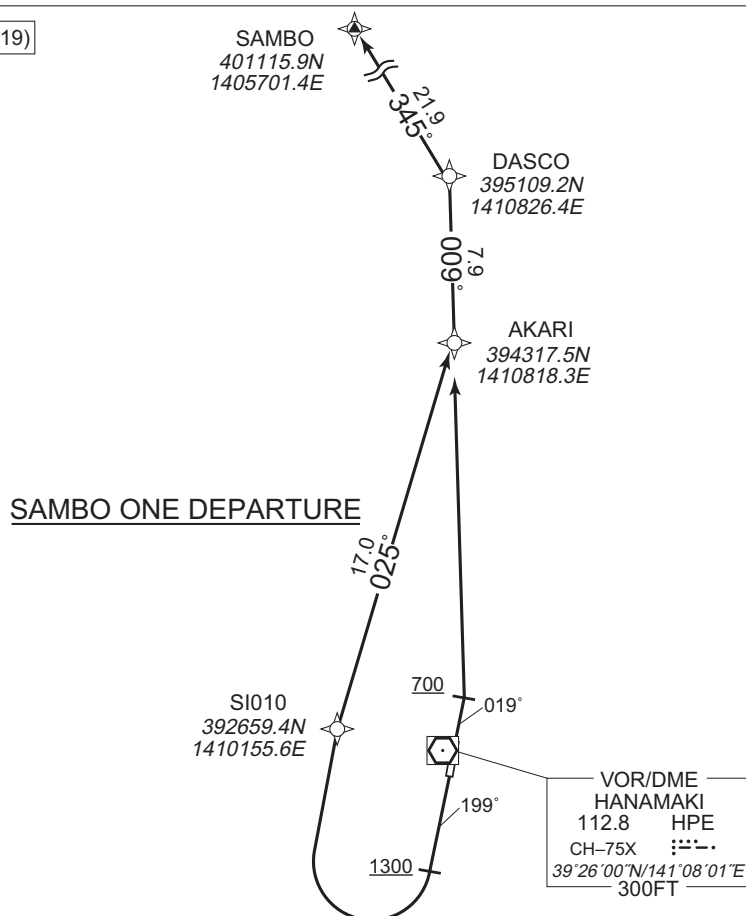 19)
SAMBO
401115.9N
1405701.4E
21.9
345°
DASCO
395109.2N
1410826.4E
7.9
009°
AKARI
394317.5N
1410818.3E
SAMBO ONE DEPARTURE
17.0
025°
SI010
392659.4N
1410155.6E
700
019°
199°
1300
VOR/DME
HANAMAKI
112.8 HPE
CH–75X
39°26′00″N/141°08′01″E
300FT